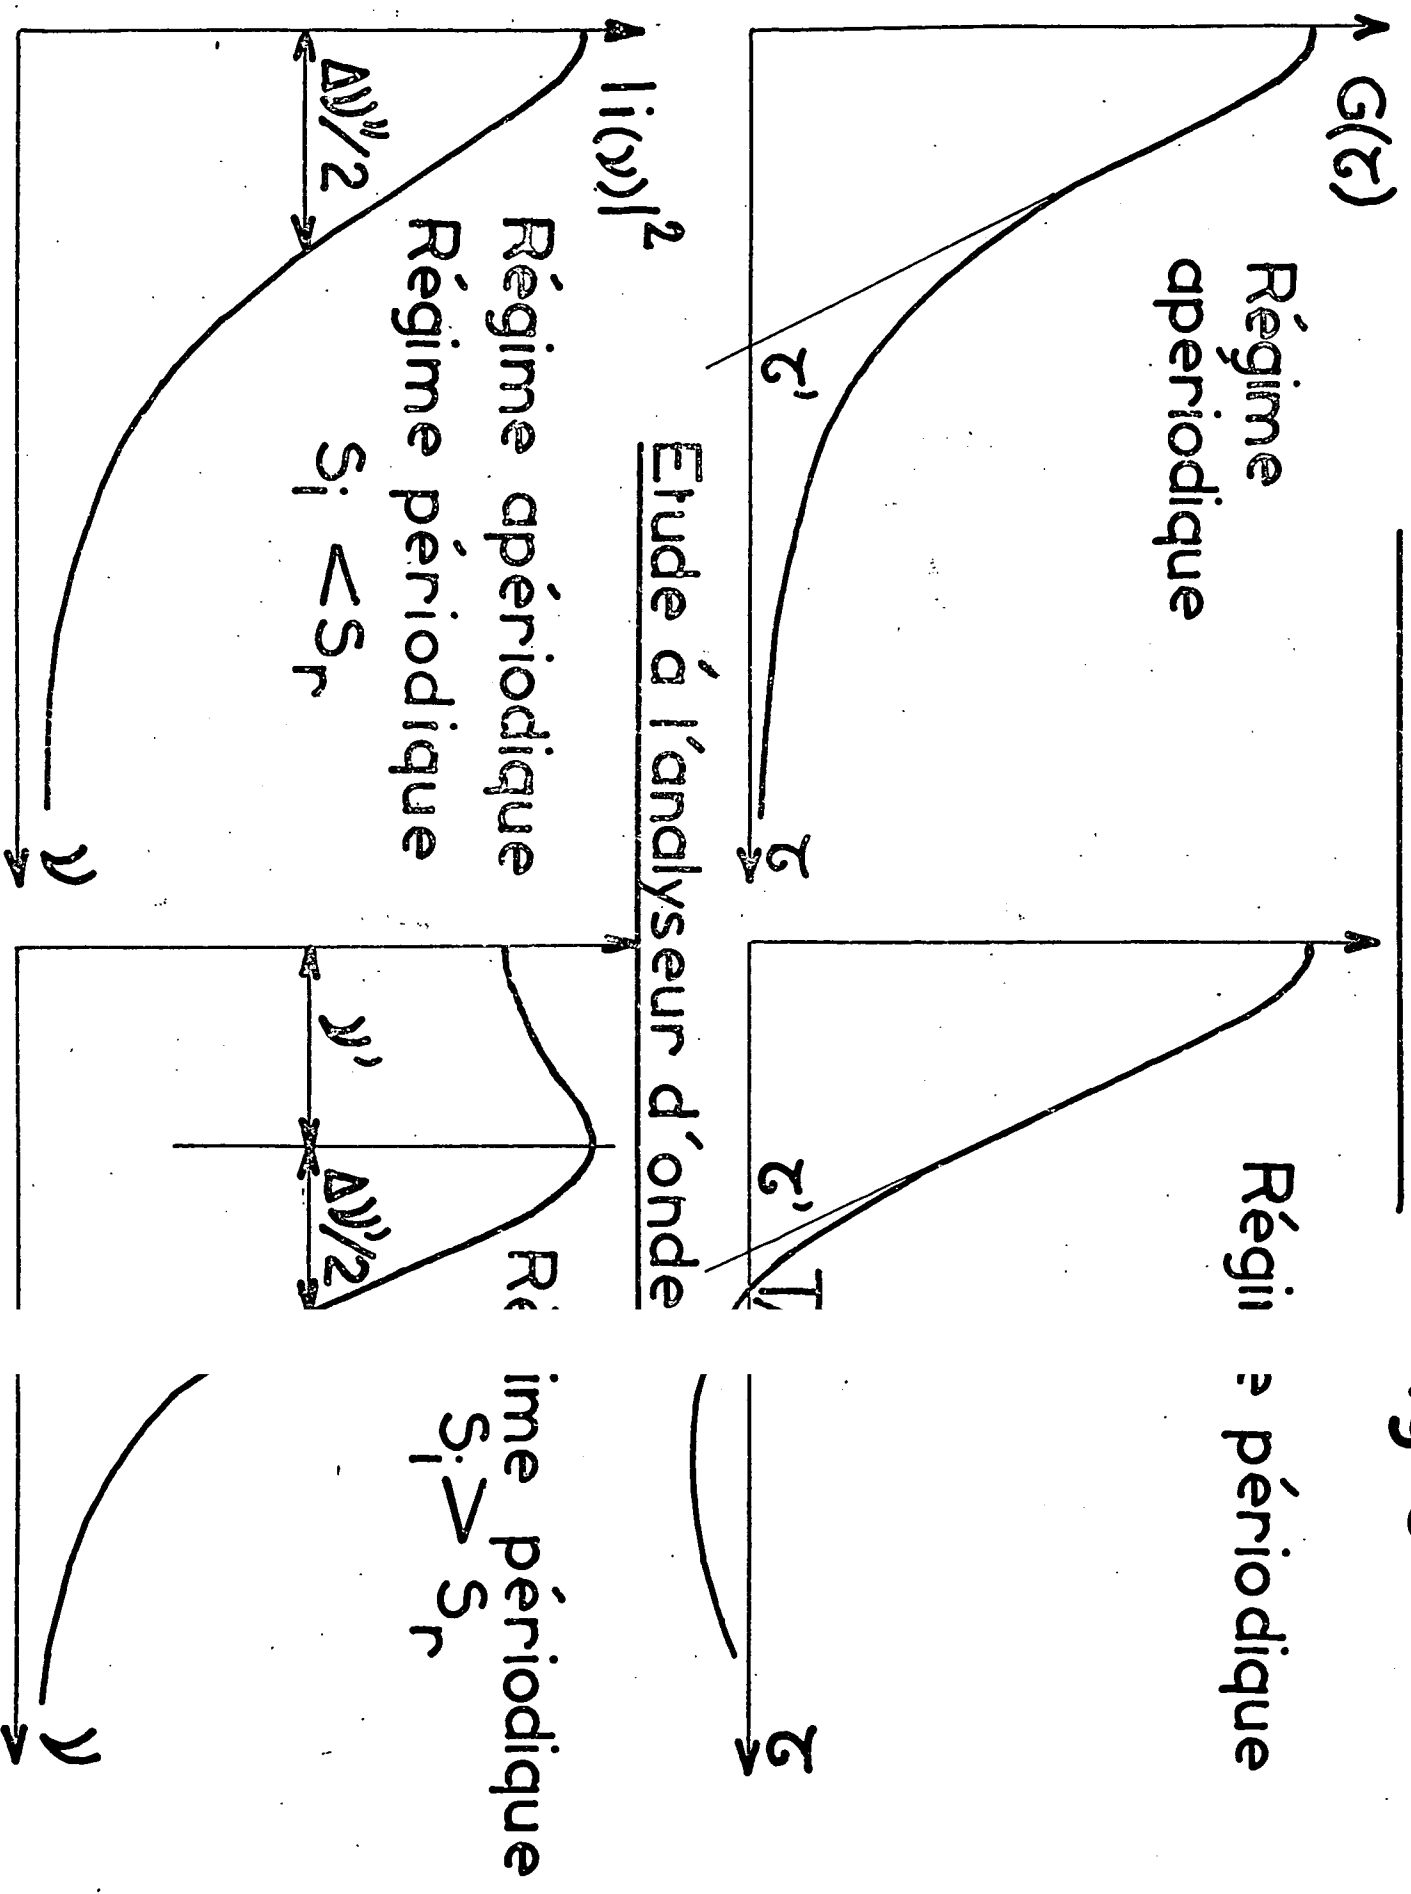 G(τ)
Régime
apériodique
τ'
τ
Régi e périodique
τ'
τ
Etude á l'analyseur d'onde
|i(ν)|²
Δν"/2
Régime apériodique
Régime périodique
Si < Sr
ν
ν'
Δν'/2
Ré ime périodique
Si > Sr
ν